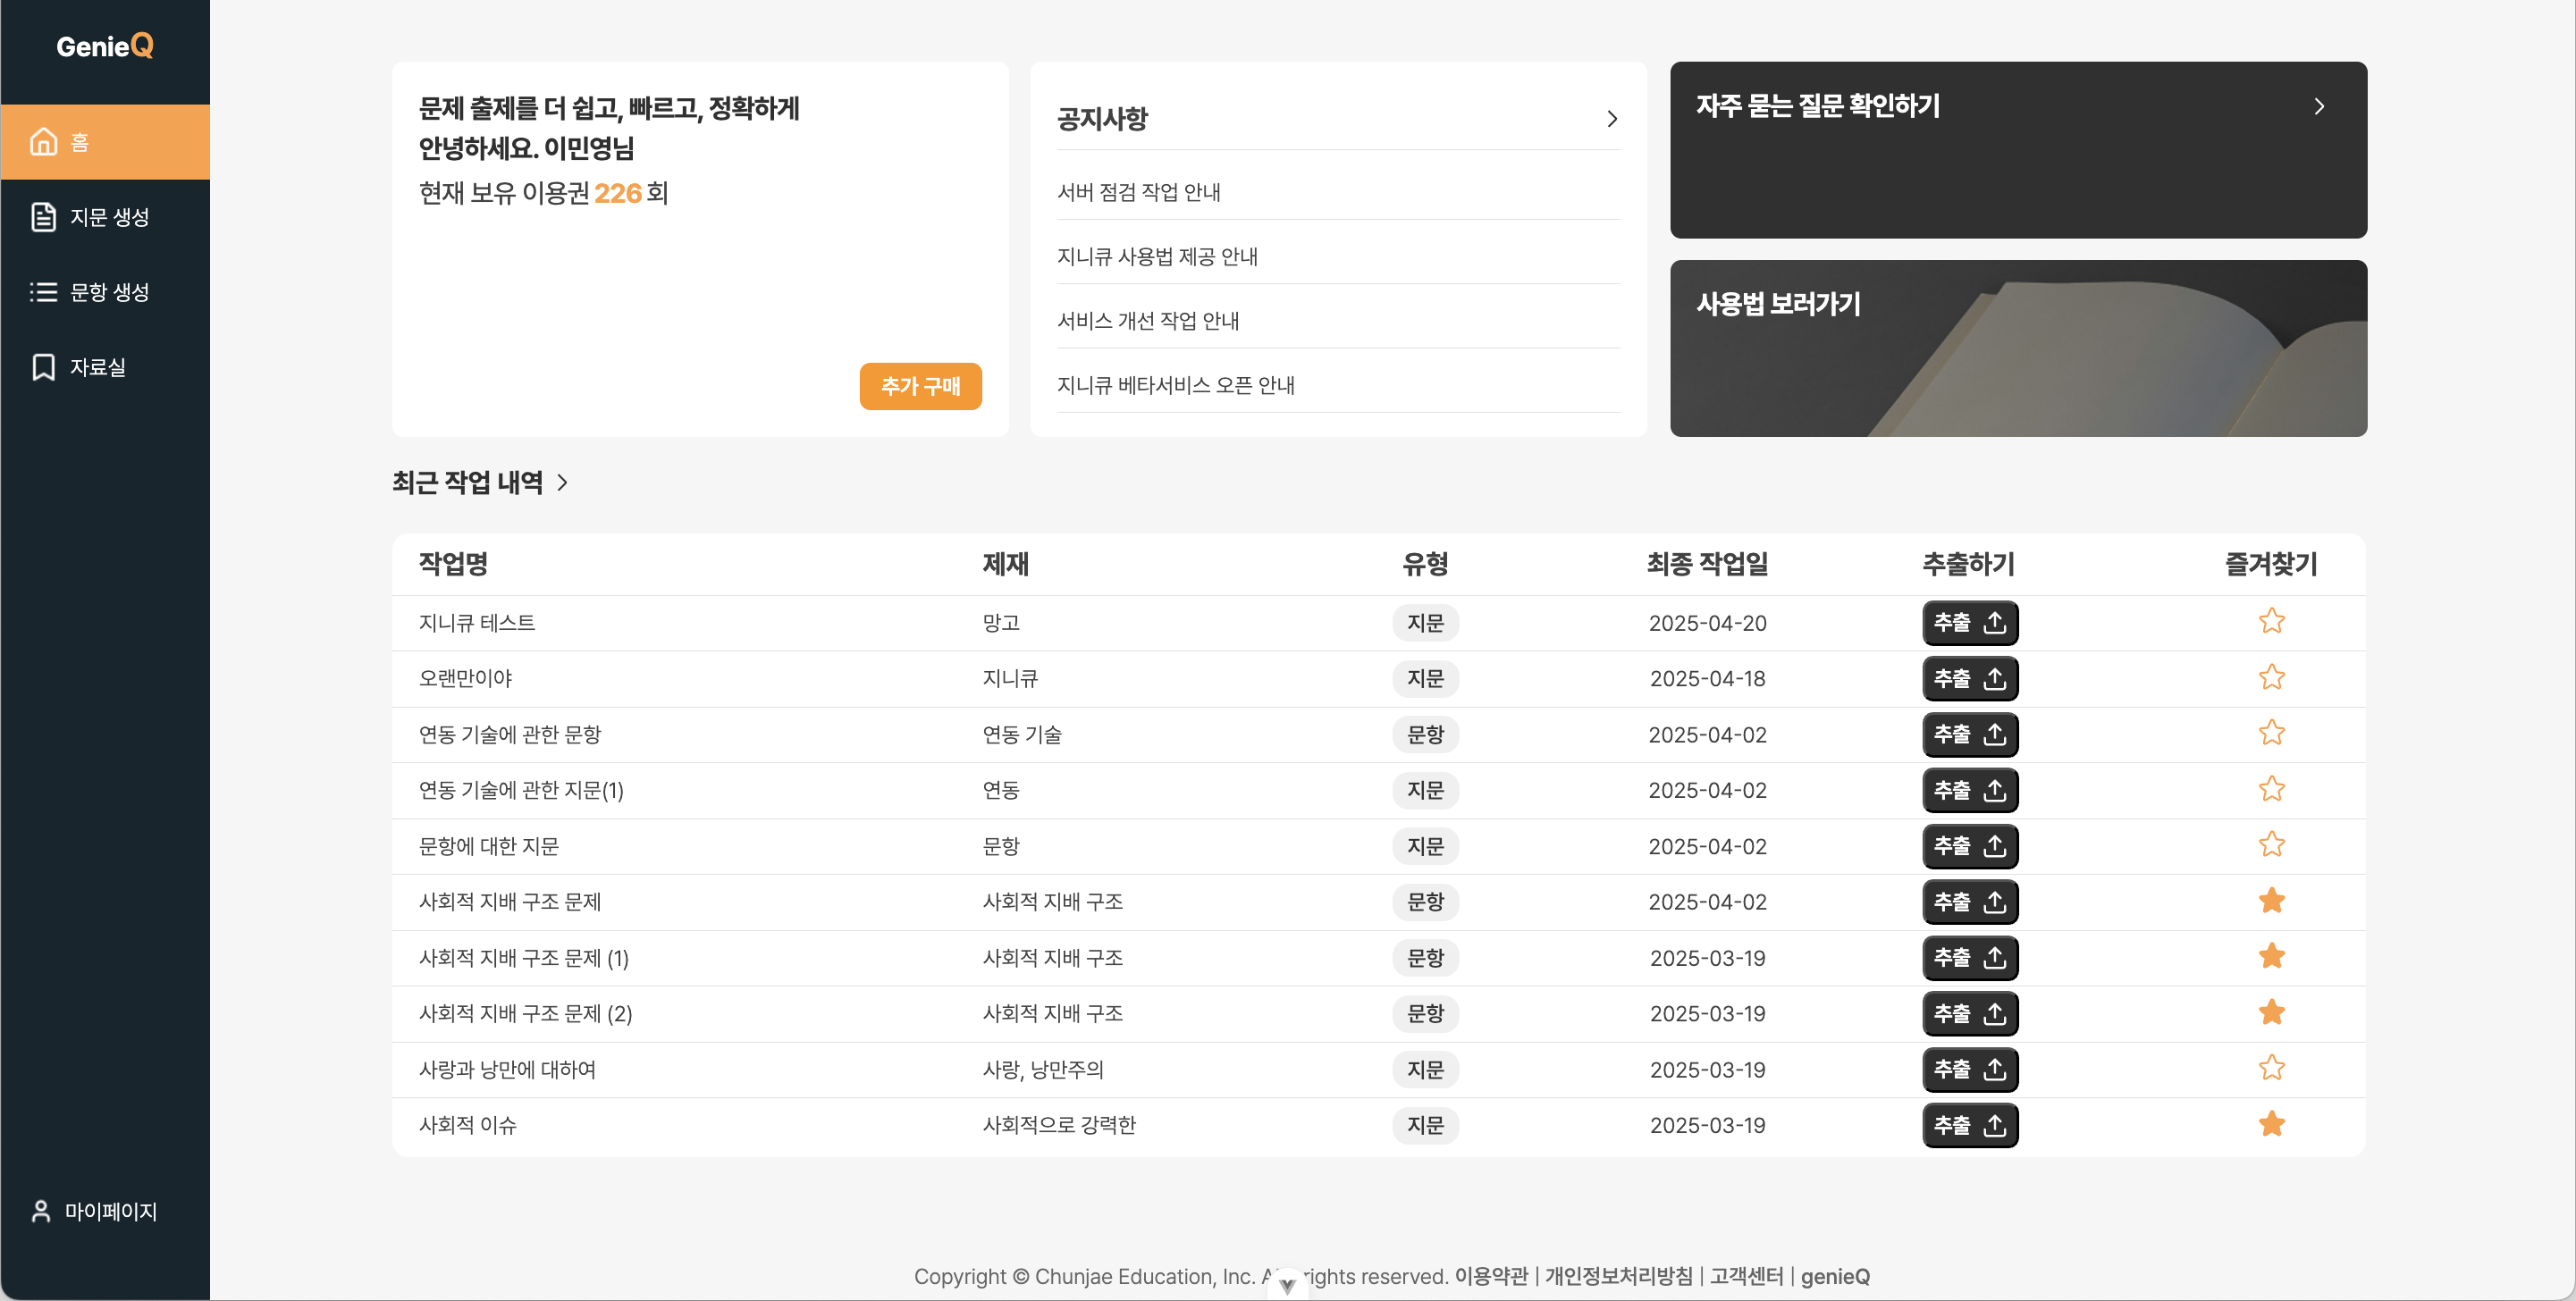 GenieQ
홈
지문 생성
문항 생성
자료실
마이페이지
문제 출제를 더 쉽고, 빠르고, 정확하게
안녕하세요. 이민영님
현재 보유 이용권 226 회
추가 구매
공지사항
서버 점검 작업 안내
지니큐 사용법 제공 안내
서비스 개선 작업 안내
지니큐 베타서비스 오픈 안내
자주 묻는 질문 확인하기
사용법 보러가기
최근 작업 내역
작업명 제재 유형 최종 작업일 추출하기 즐겨찾기
지니큐 테스트 망고 지문 2025-04-20 추출
오랜만이야 지니큐 지문 2025-04-18 추출
연동 기술에 관한 문항 연동 기술 문항 2025-04-02 추출
연동 기술에 관한 지문(1) 연동 지문 2025-04-02 추출
문항에 대한 지문 문항 지문 2025-04-02 추출
사회적 지배 구조 문제 사회적 지배 구조 문항 2025-04-02 추출
사회적 지배 구조 문제 (1) 사회적 지배 구조 문항 2025-03-19 추출
사회적 지배 구조 문제 (2) 사회적 지배 구조 문항 2025-03-19 추출
사랑과 낭만에 대하여 사랑, 낭만주의 지문 2025-03-19 추출
사회적 이슈 사회적으로 강력한 지문 2025-03-19 추출
Copyright © Chunjae Education, Inc. rights reserved. 이용약관 | 개인정보처리방침 | 고객센터 | genieQ